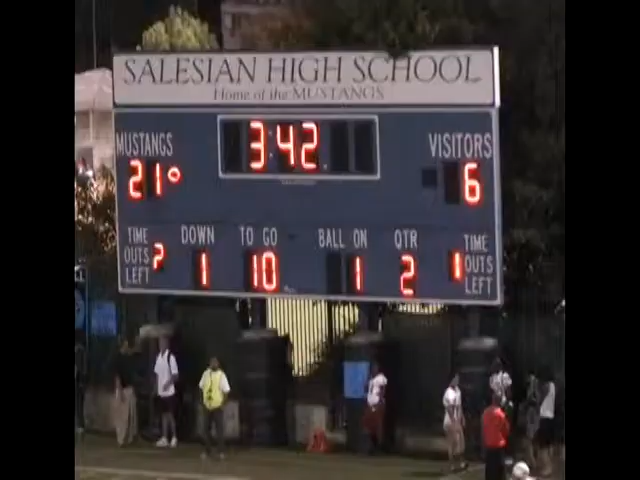 SALESIAN HIGH SCHOOL
Home of the MUSTANGS
3:42
MUSTANGS
VISITORS
21
6
TIME OUTS LEFT
DOWN
TO GO
BALL ON
QTR
TIME OUTS LEFT
1
10
1
2
1